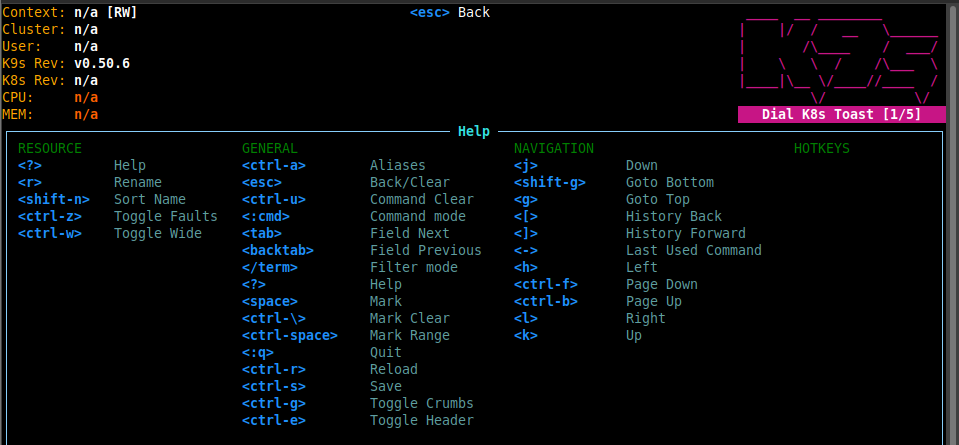 Context: n/a [RW] <esc> Back
Cluster: n/a
User: n/a
K9s Rev: v0.50.6
K8s Rev: n/a
CPU: n/a
MEM: n/a
Dial K8s Toast [1/5]
Help
RESOURCE GENERAL NAVIGATION HOTKEYS
<?> Help <ctrl-a> Aliases <j> Down
<r> Rename <esc> Back/Clear <shift-g> Goto Bottom
<shift-n> Sort Name <ctrl-u> Command Clear <g> Goto Top
<ctrl-z> Toggle Faults <:cmd> Command mode <[> History Back
<ctrl-w> Toggle Wide <tab> Field Next <]> History Forward
<backtab> Field Previous <-> Last Used Command
</term> Filter mode <h> Left
<?> Help <ctrl-f> Page Down
<space> Mark <ctrl-b> Page Up
<ctrl-\> Mark Clear <l> Right
<ctrl-space> Mark Range <k> Up
<:q> Quit
<ctrl-r> Reload
<ctrl-s> Save
<ctrl-g> Toggle Crumbs
<ctrl-e> Toggle Header